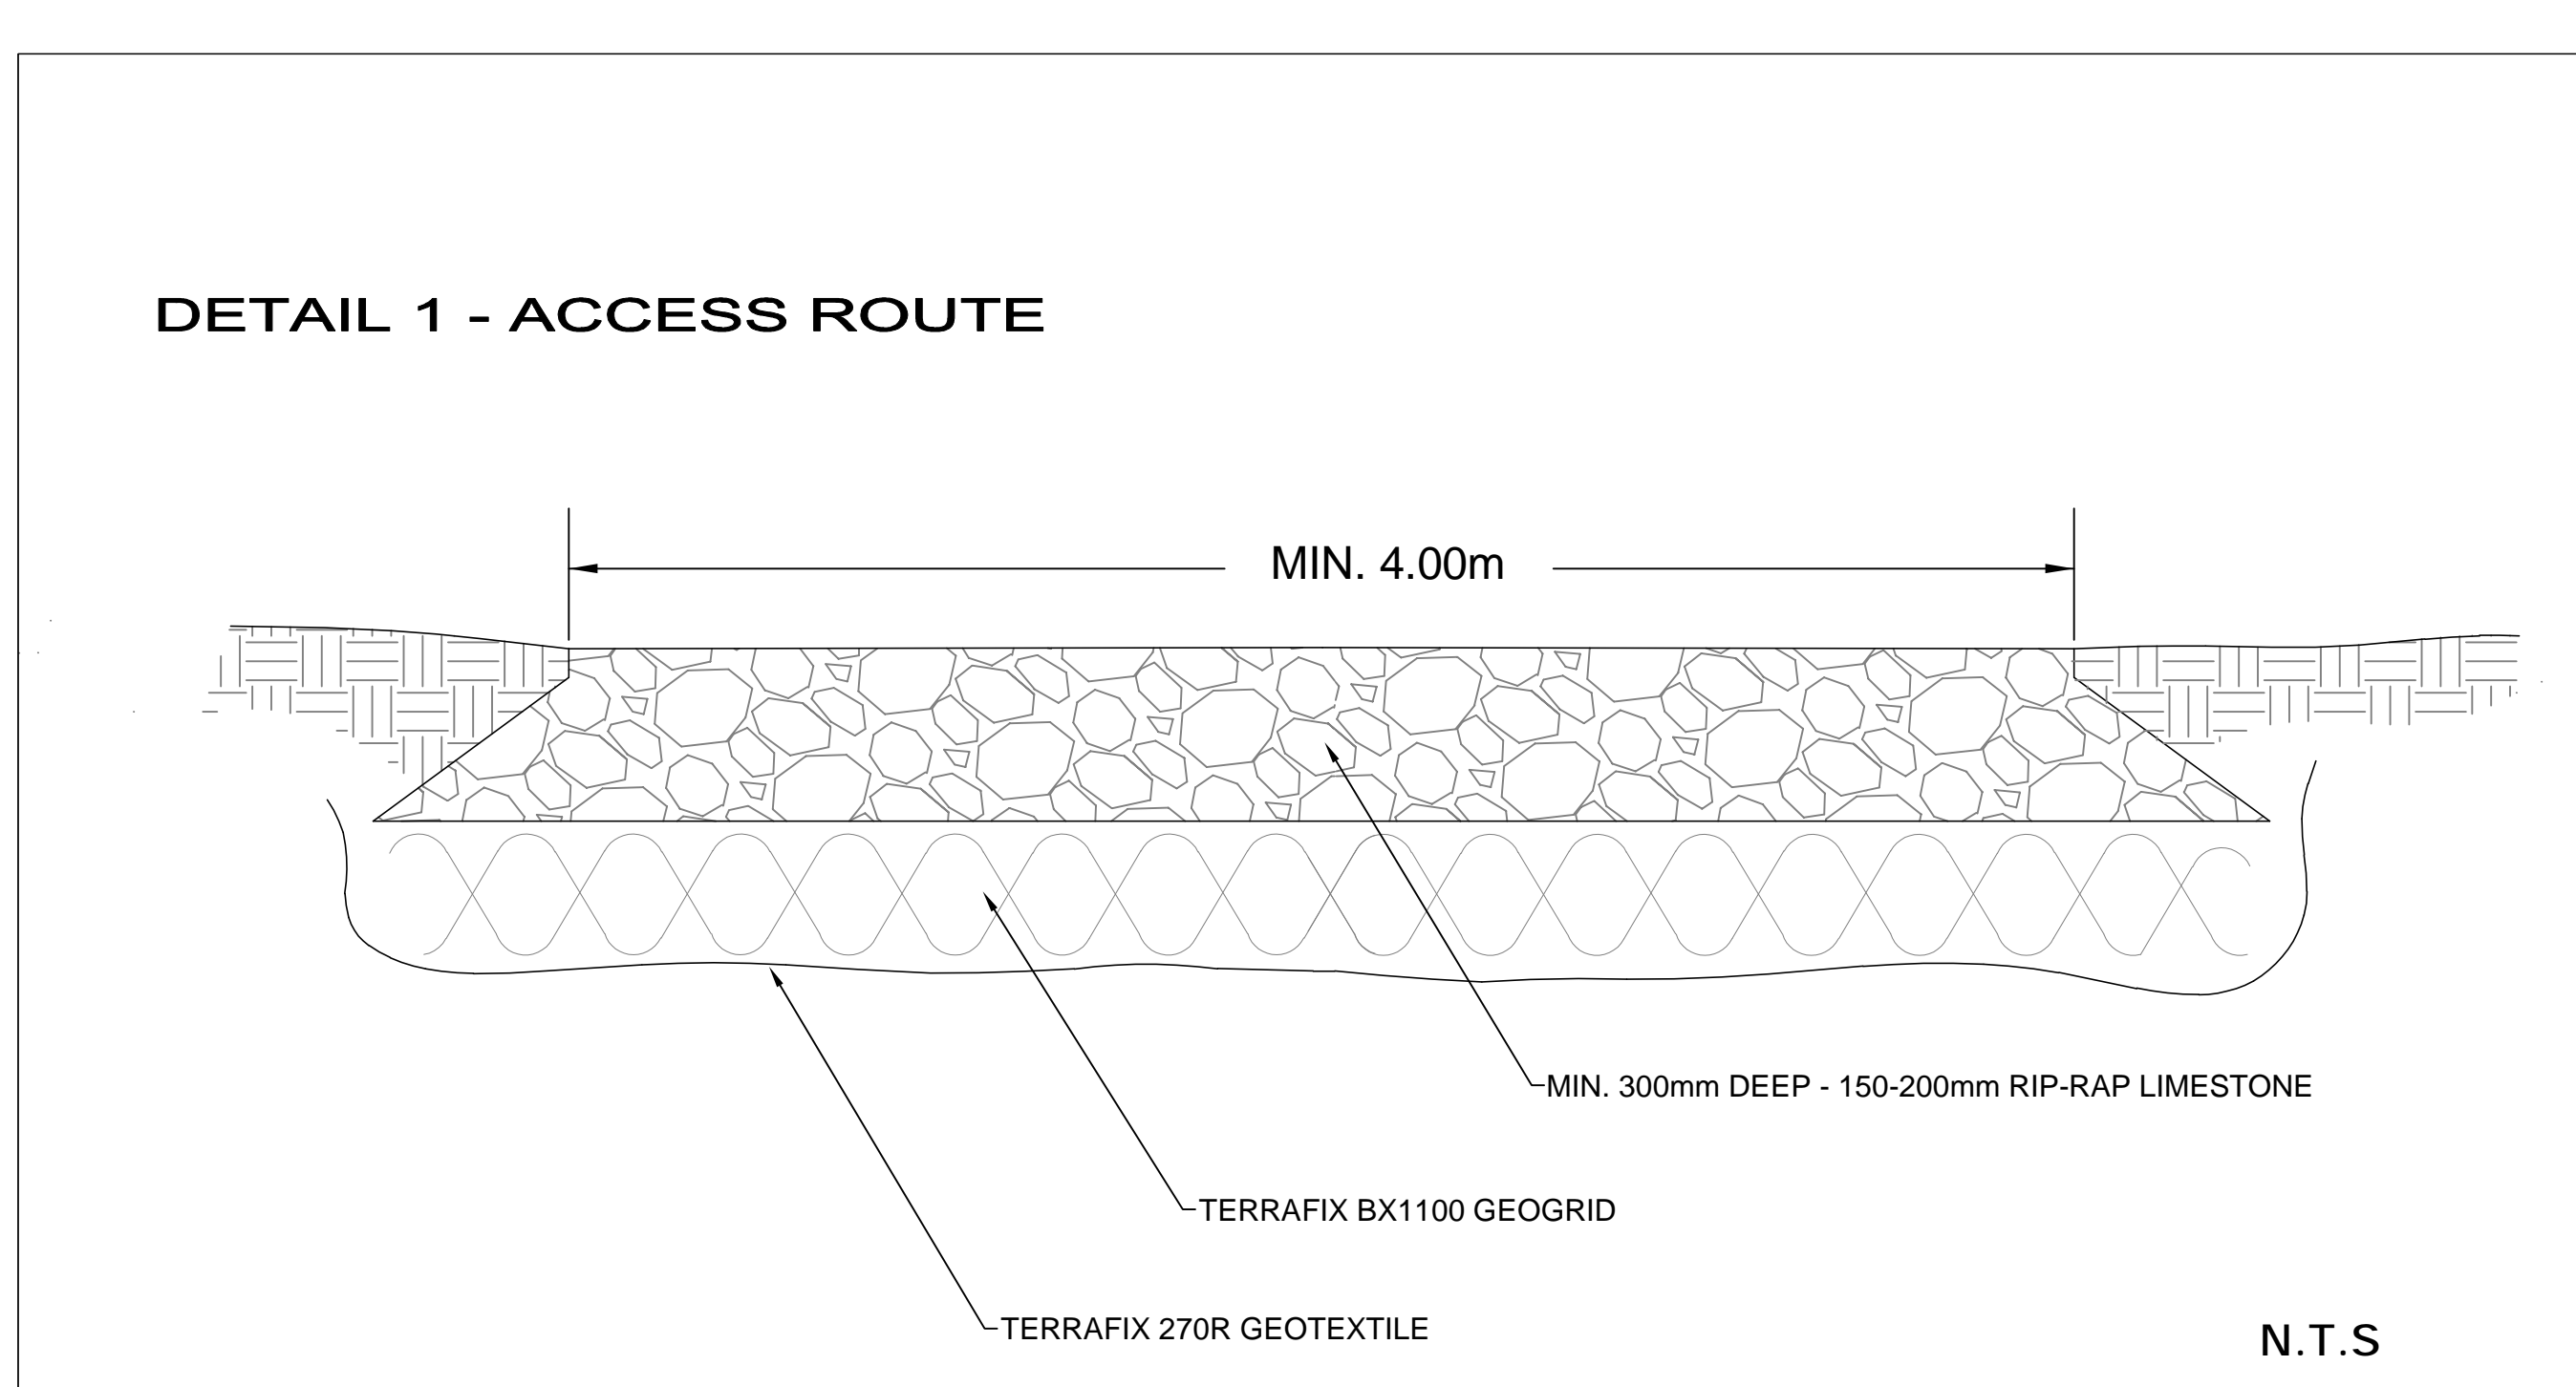 DETAIL 1 - ACCESS ROUTE
MIN. 4.00m
MIN. 300mm DEEP - 150-200mm RIP-RAP LIMESTONE
TERRAFIX BX1100 GEOGRID
TERRAFIX 270R GEOTEXTILE
N.T.S